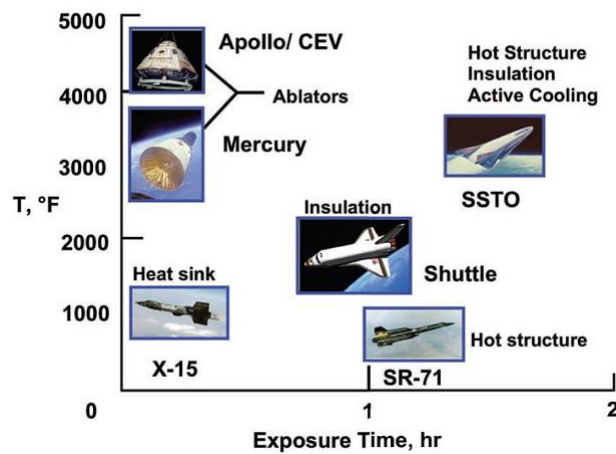 5000
4000
3000
T, °F
2000
1000
0
Apollo/ CEV
Ablators
Mercury
Hot Structure
Insulation
Active Cooling
SSTO
Insulation
Shuttle
Heat sink
X-15
Hot structure
SR-71
1
2
Exposure Time, hr